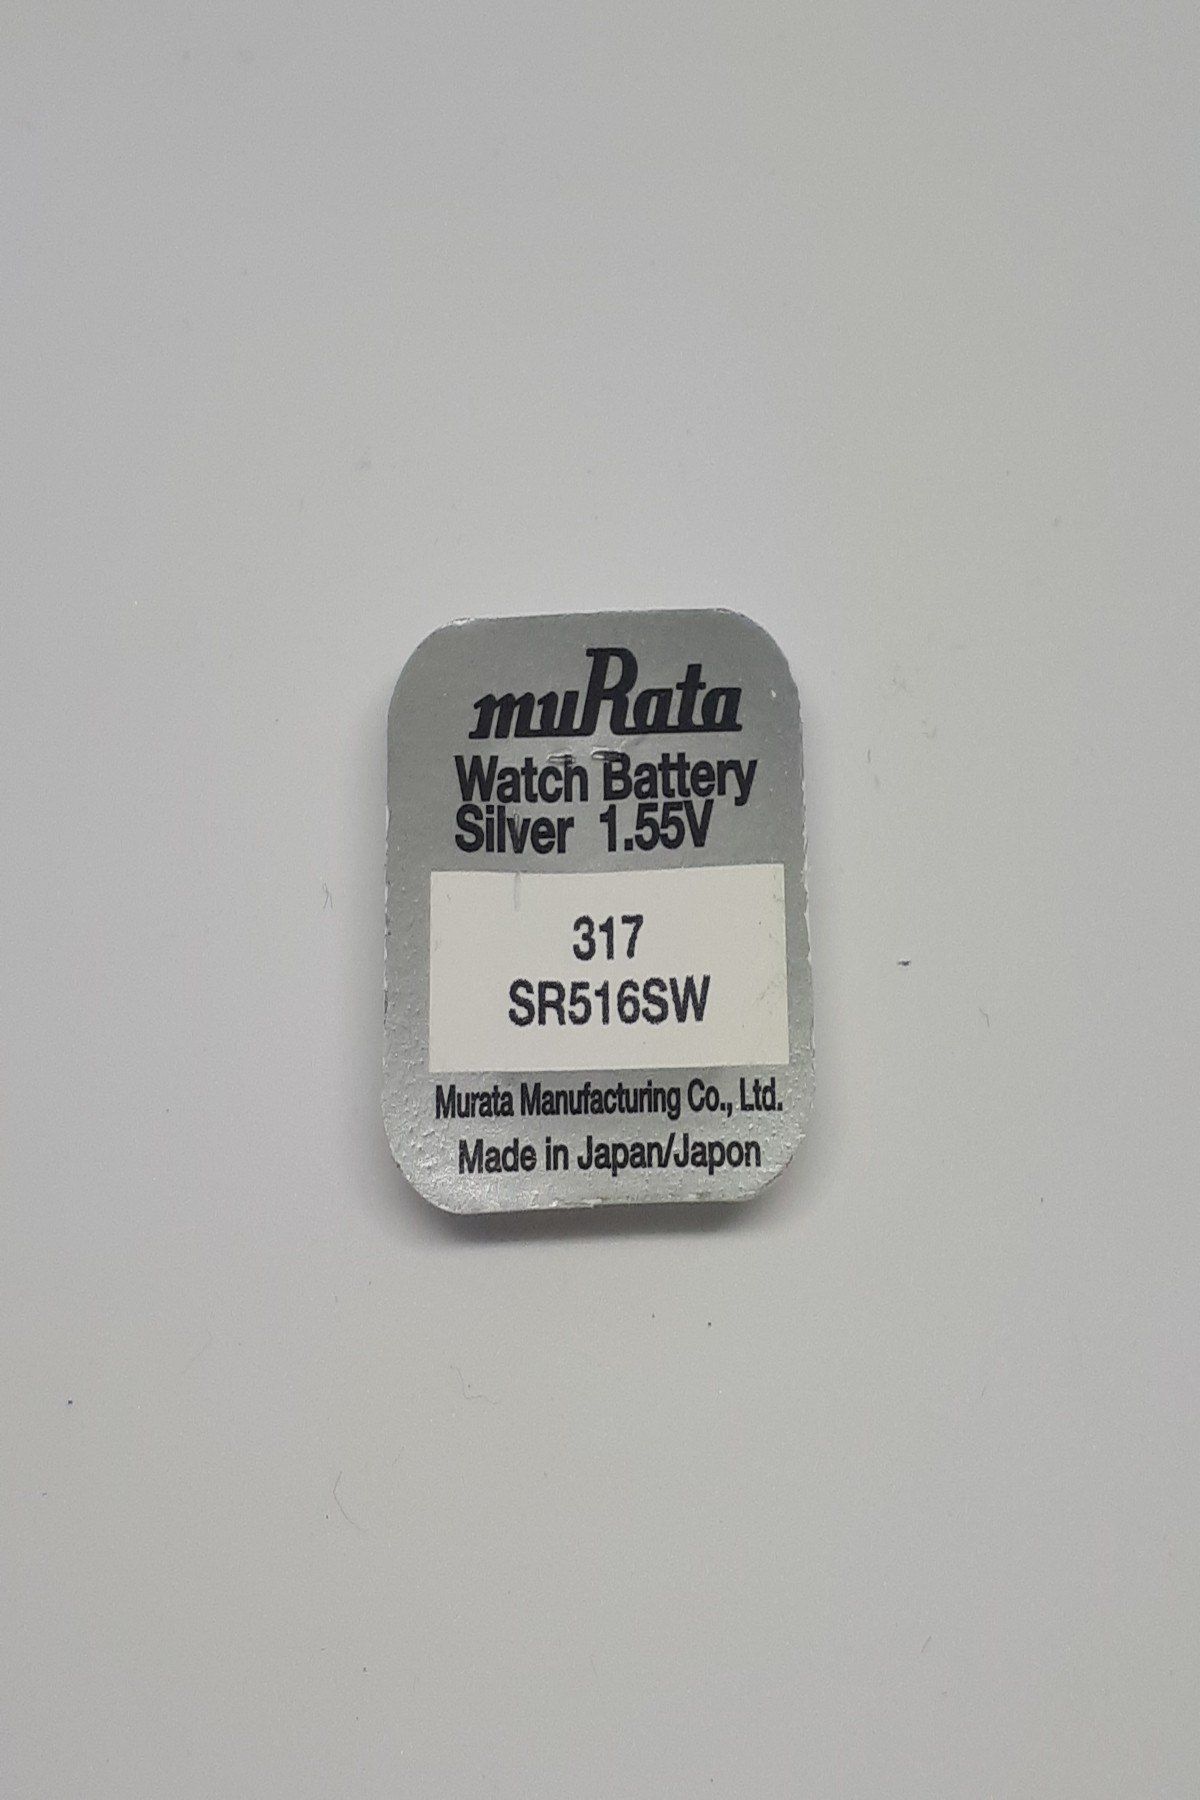 muRata
Watch Battery
Silver 1.55V
317
SR516SW
Murata Manufacturing Co., Ltd.
Made in Japan/Japon